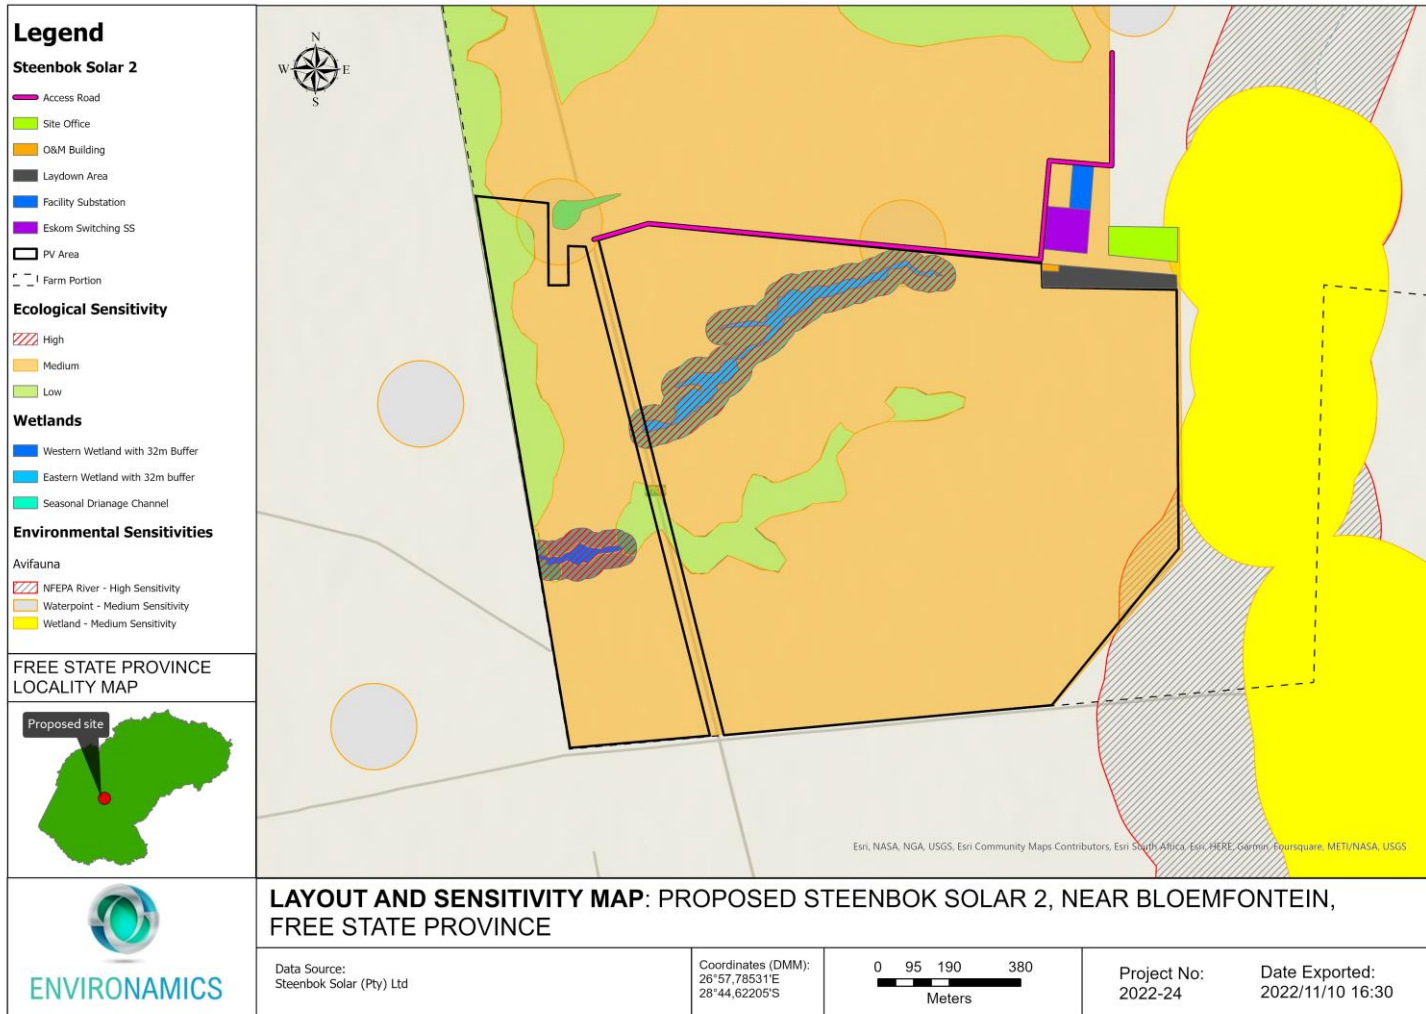 Legend
Steenbok Solar 2
Access Road
Site Office
O&M Building
Laydown Area
Facility Substation
Eskom Switching SS
PV Area
Farm Portion
Ecological Sensitivity
High
Medium
Low
Wetlands
Western Wetland with 32m Buffer
Eastern Wetland with 32m buffer
Seasonal Drianage Channel
Environmental Sensitivities
Avifauna
NFEPA River - High Sensitivity
Waterpoint - Medium Sensitivity
Wetland - Medium Sensitivity
FREE STATE PROVINCE
LOCALITY MAP
Proposed site
ENVIRONAMICS
N
W E
S
Esri, NASA, NGA, USGS, Esri Community Maps Contributors, Esri South Africa, Esri, HERE, Garmin, Foursquare, METI/NASA, USGS
LAYOUT AND SENSITIVITY MAP: PROPOSED STEENBOK SOLAR 2, NEAR BLOEMFONTEIN,
FREE STATE PROVINCE
Data Source:
Steenbok Solar (Pty) Ltd
Coordinates (DMM):
26°57,78531'E
28°44,62205'S
0 95 190 380
Meters
Project No:
2022-24
Date Exported:
2022/11/10 16:30